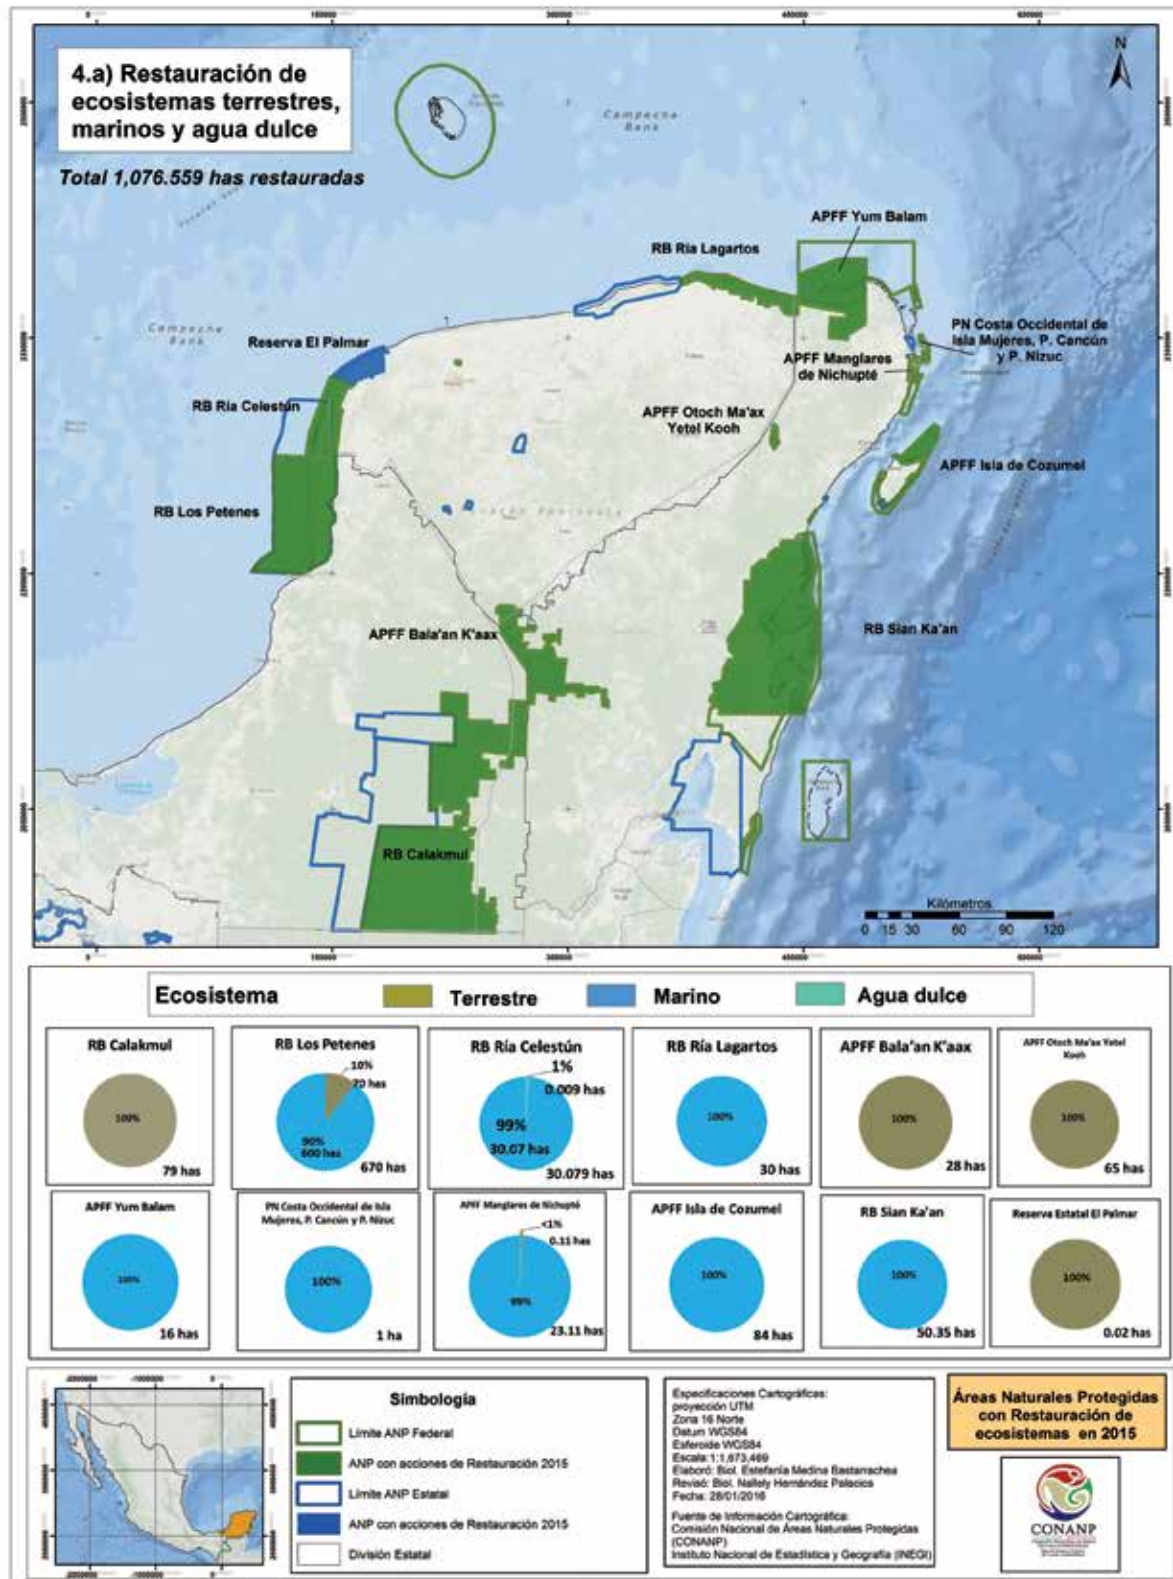 4.a) Restauración de
ecosistemas terrestres,
marinos y agua dulce
Total 1,076.559 has restauradas
N
Campeche
Bank
APFF Yum Balam
RB Ría Lagartos
Campeche
Bank
Reserva El Palmar
PN Costa Occidental de
Isla Mujeres, P. Cancún
y P. Nizuc
APFF Manglares
de Nichupté
RB Ría Celestún
APFF Otoch Ma'ax
Yetel Kooh
APFF Isla de Cozumel
RB Los Petenes
APFF Bala'an K'aax
RB Sian Ka'an
RB Calakmul
Kilómetros
0 15 30 60 90 120
Ecosistema
Terrestre
Marino
Agua dulce
RB Calakmul
100%
79 has
RB Los Petenes
10%
70 has
90%
600 has
670 has
RB Ría Celestún
1%
0.009 has
99%
30.07 has
30.079 has
RB Ría Lagartos
100%
30 has
APFF Bala'an K'aax
100%
28 has
APFF Otoch Ma'ax Yetel
Kooh
100%
65 has
APFF Yum Balam
100%
16 has
PN Costa Occidental de Isla
Mujeres, P. Cancún y P. Nizuc
100%
1 ha
APFF Manglares de Nichupté
<1%
0.11 has
99%
23.11 has
APFF Isla de Cozumel
100%
84 has
RB Sian Ka'an
100%
50.35 has
Reserva Estatal El Palmar
100%
0.02 has
Simbología
Límite ANP Federal
ANP con acciones de Restauración 2015
Límite ANP Estatal
ANP con acciones de Restauración 2015
División Estatal
Especificaciones Cartográficas:
proyección UTM
Zona 16 Norte
Datum WGS84
Esferoide WGS84
Escala:1:1,673,469
Elaboró: Biol. Estefanía Medina Bastarrachea
Revisó: Biol. Nallely Hernández Palacios
Fecha: 28/01/2016
Fuente de Información Cartográfica:
Comisión Nacional de Áreas Naturales Protegidas
(CONANP)
Instituto Nacional de Estadística y Geografía (INEGI)
Áreas Naturales Protegidas
con Restauración de
ecosistemas en 2015
CONANP